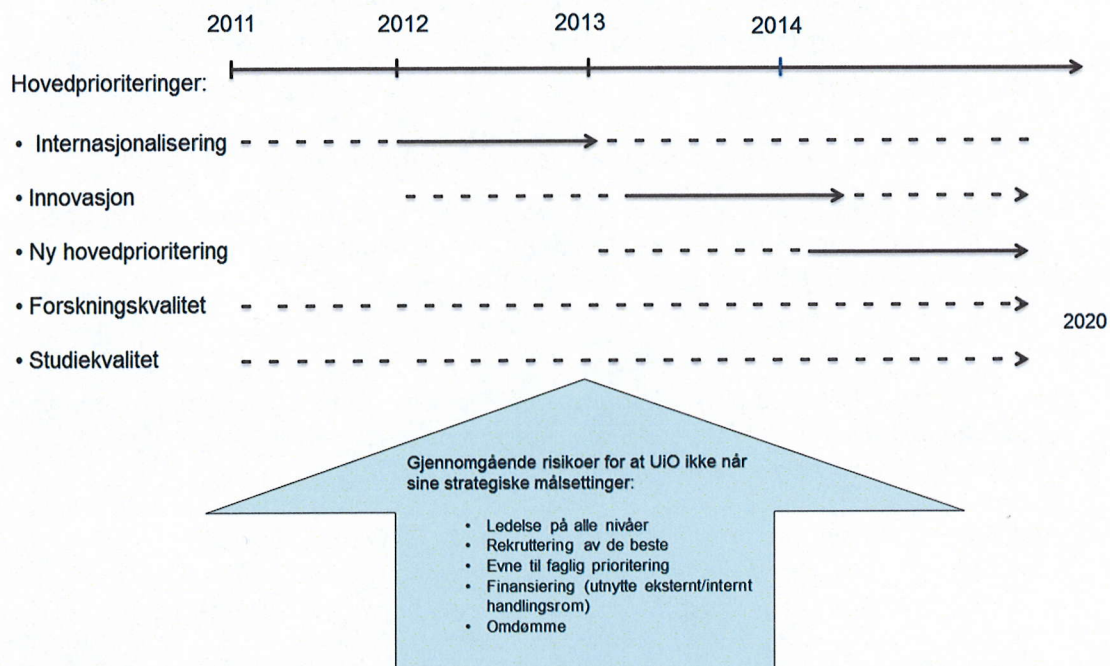 2011 2012 2013 2014
Hovedprioriteringer:
• Internasjonalisering
• Innovasjon
• Ny hovedprioritering
• Forskningskvalitet
2020
• Studiekvalitet
Gjennomgående risikoer for at UiO ikke når
sine strategiske målsettinger:
• Ledelse på alle nivåer
• Rekruttering av de beste
• Evne til faglig prioritering
• Finansiering (utnytte eksternt/internt
handlingsrom)
• Omdømme